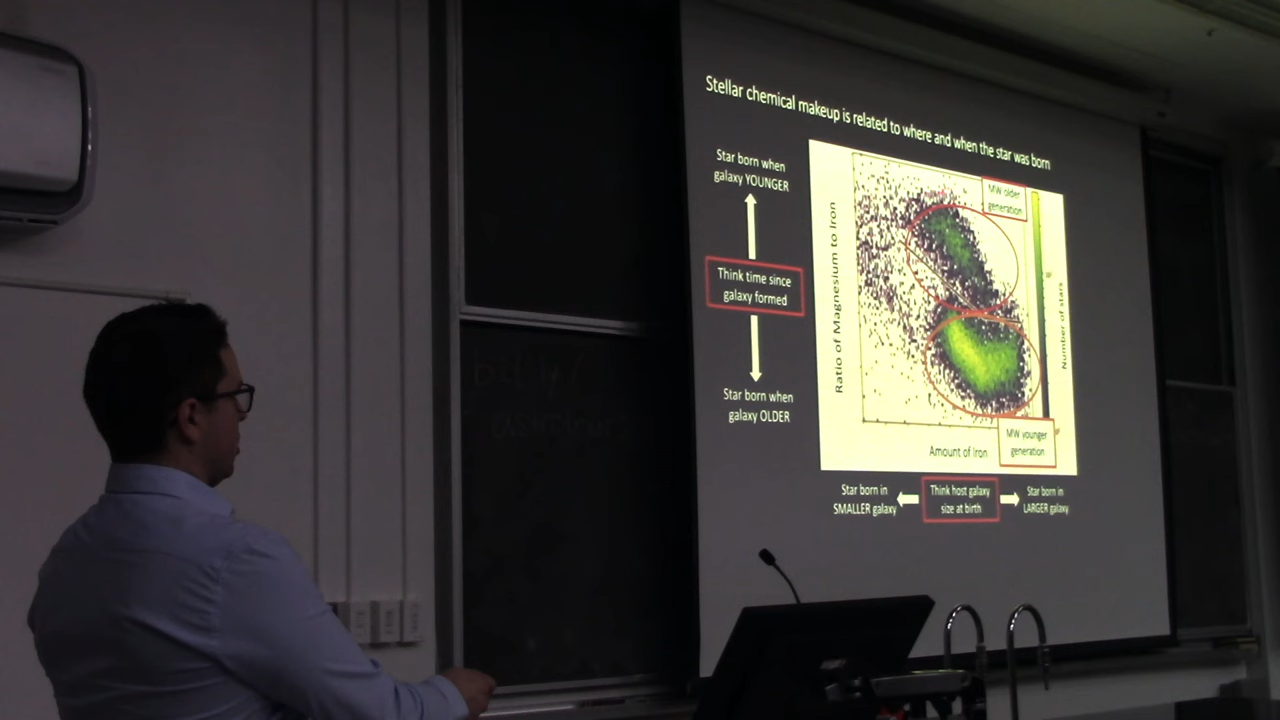 Stellar chemical makeup is related to where and when the star was born
Star born when
galaxy YOUNGER
Think time since
galaxy formed
Star born when
galaxy OLDER
Ratio of Magnesium to Iron
MW older
generation
Number of stars
MW younger
generation
Amount of Iron
Star born in
SMALLER galaxy
Think host galaxy
size at birth
Star born in
LARGER galaxy